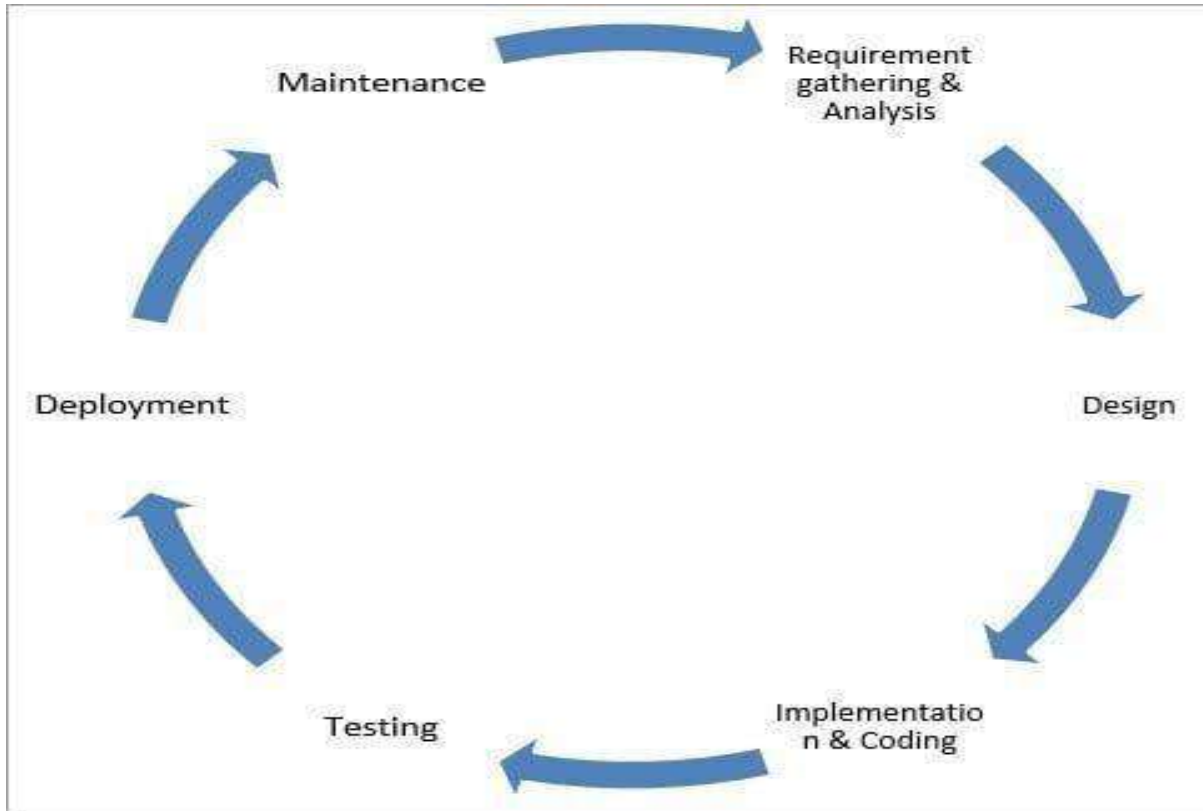 Maintenance
Requirement
gathering &
Analysis
Deployment
Design
Testing
Implementatio
n & Coding